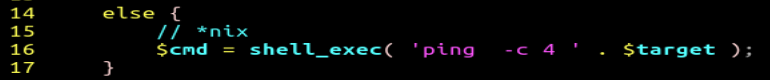 14 else {
15 // *nix
16 $cmd = shell_exec( 'ping  -c 4 ' . $target );
17 }